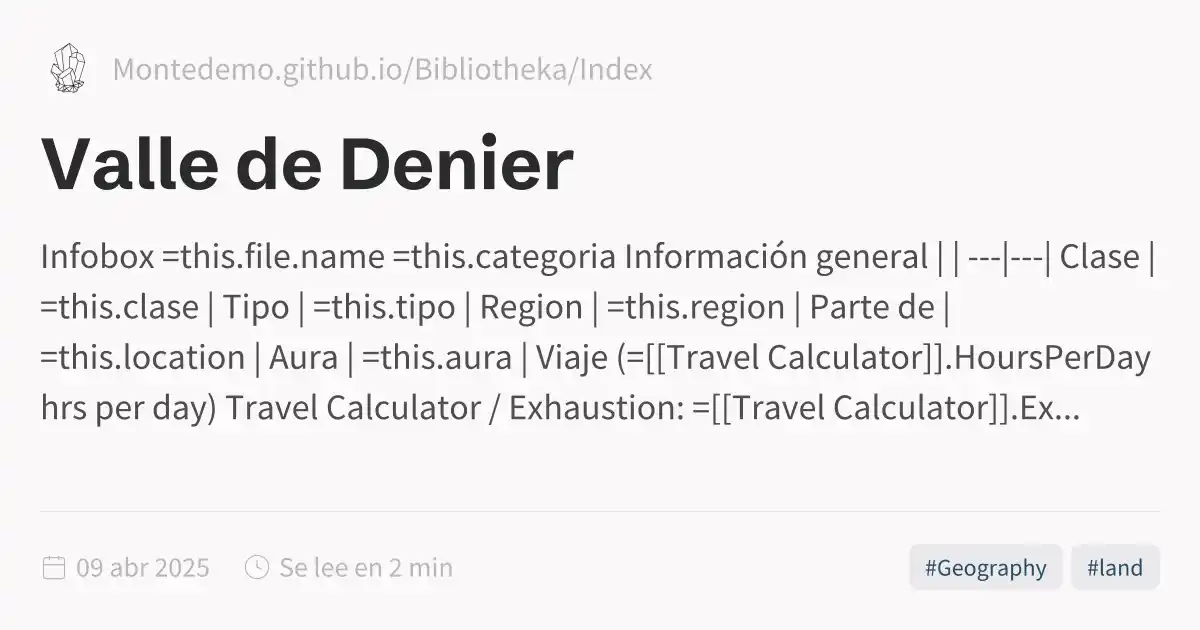 Montedemo.github.io/Bibliotheka/Index
Valle de Denier
Infobox =this.file.name =this.categoria Información general | | ---|---| Clase |
=this.clase | Tipo | =this.tipo | Region | =this.region | Parte de |
=this.location | Aura | =this.aura | Viaje (=[[Travel Calculator]].HoursPerDay
hrs per day) Travel Calculator / Exhaustion: =[[Travel Calculator]].Ex...
09 abr 2025 Se lee en 2 min #Geography #land